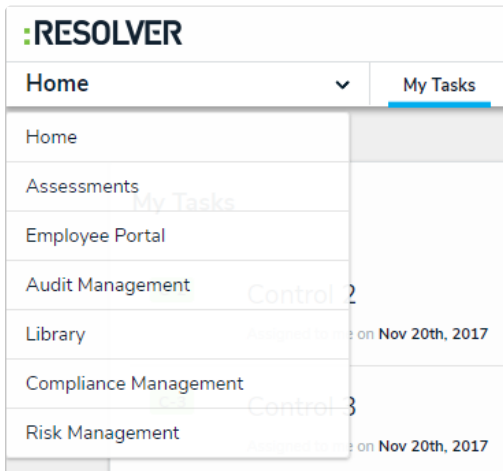 :RESOLVER
Home
My Tasks
Home
Assessments
My Tasks
Employee Portal
Audit Management
Control 2
Library
on Nov 20th, 2017
Compliance Management
C-3
Control 3
Risk Management
on Nov 20th, 2017